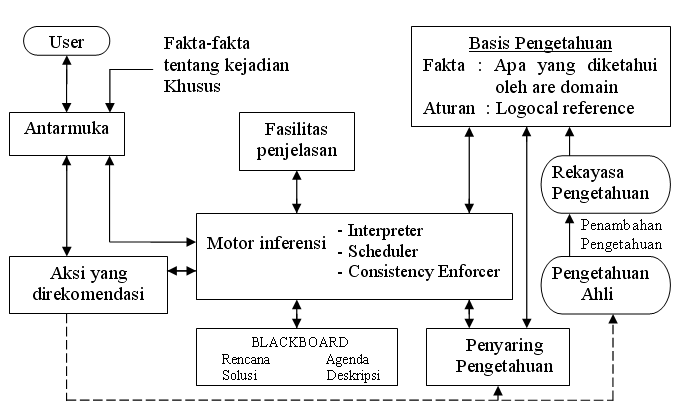 User
Fakta-fakta
tentang kejadian
Khusus
Basis Pengetahuan
Fakta : Apa yang diketahui
oleh are domain
Aturan : Logocal reference
Antarmuka
Fasilitas
penjelasan
Rekayasa
Pengetahuan
Penambahan
Pengetahuan
Motor inferensi
- Interpreter
- Scheduler
- Consistency Enforcer
Aksi yang
direkomendasi
Pengetahuan
Ahli
BLACKBOARD
Rencana Agenda
Solusi Deskripsi
Penyaring
Pengetahuan